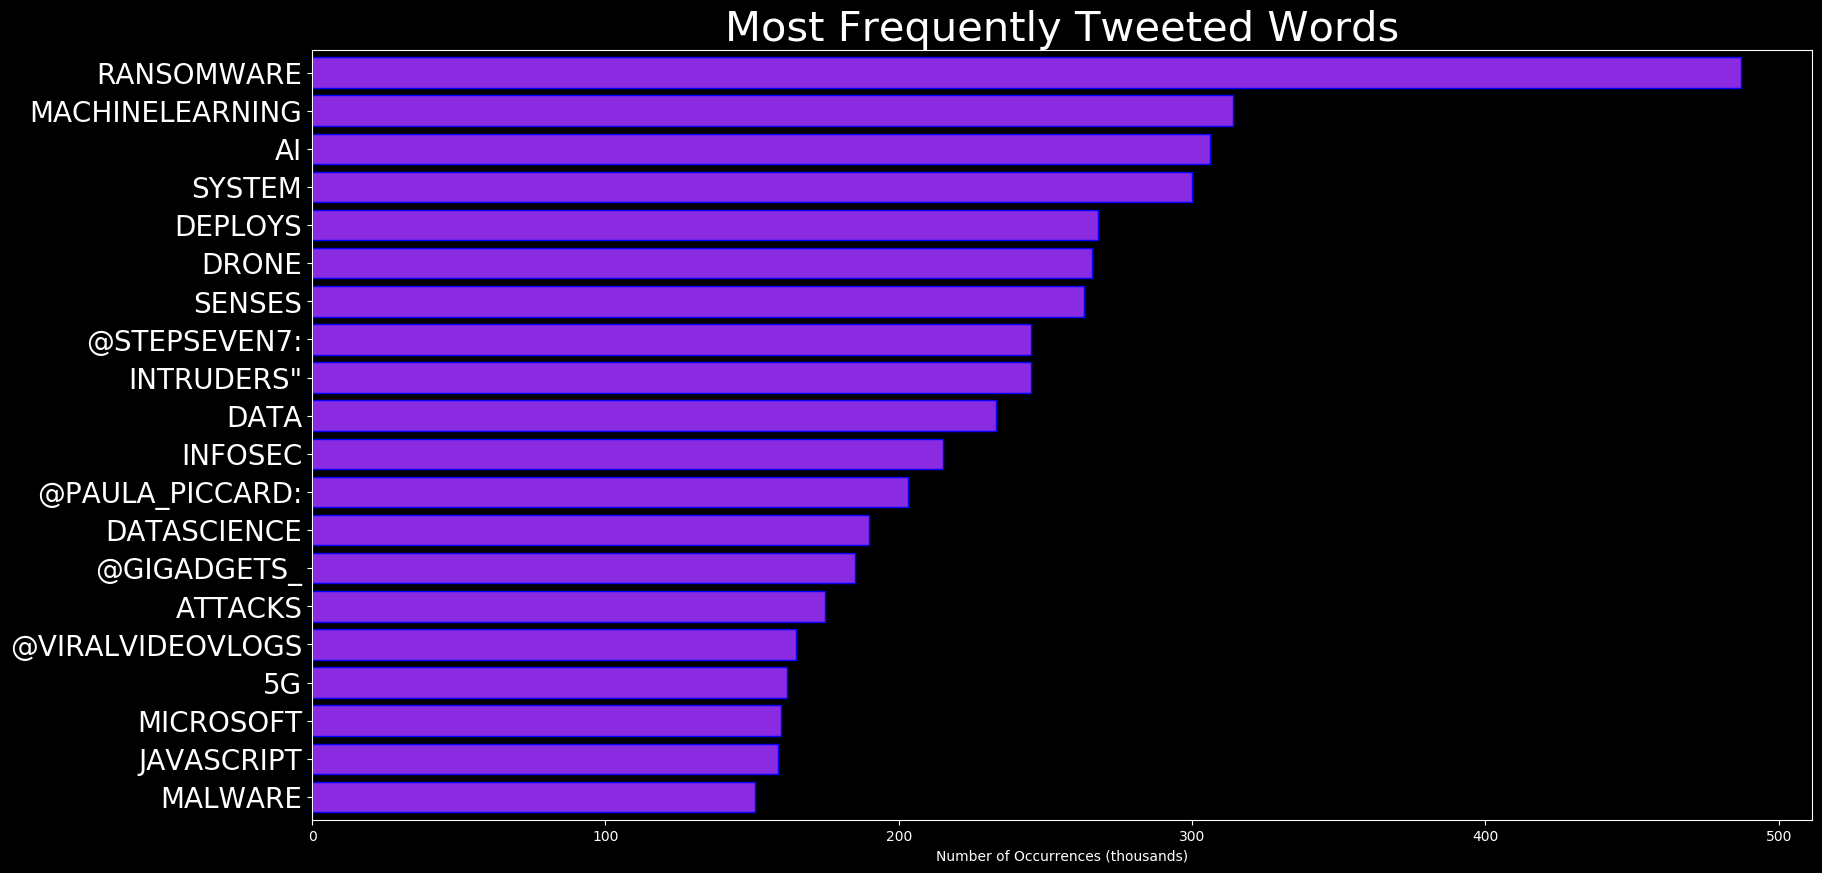 Most Frequently Tweeted Words
RANSOMWARE
MACHINELEARNING
AI
SYSTEM
DEPLOYS
DRONE
SENSES
@STEPSEVEN7:
INTRUDERS"
DATA
INFOSEC
@PAULA_PICCARD:
DATASCIENCE
@GIGADGETS_
ATTACKS
@VIRALVIDEOVLOGS
5G
MICROSOFT
JAVASCRIPT
MALWARE
0 100 200 300 400 500
Number of Occurrences (thousands)